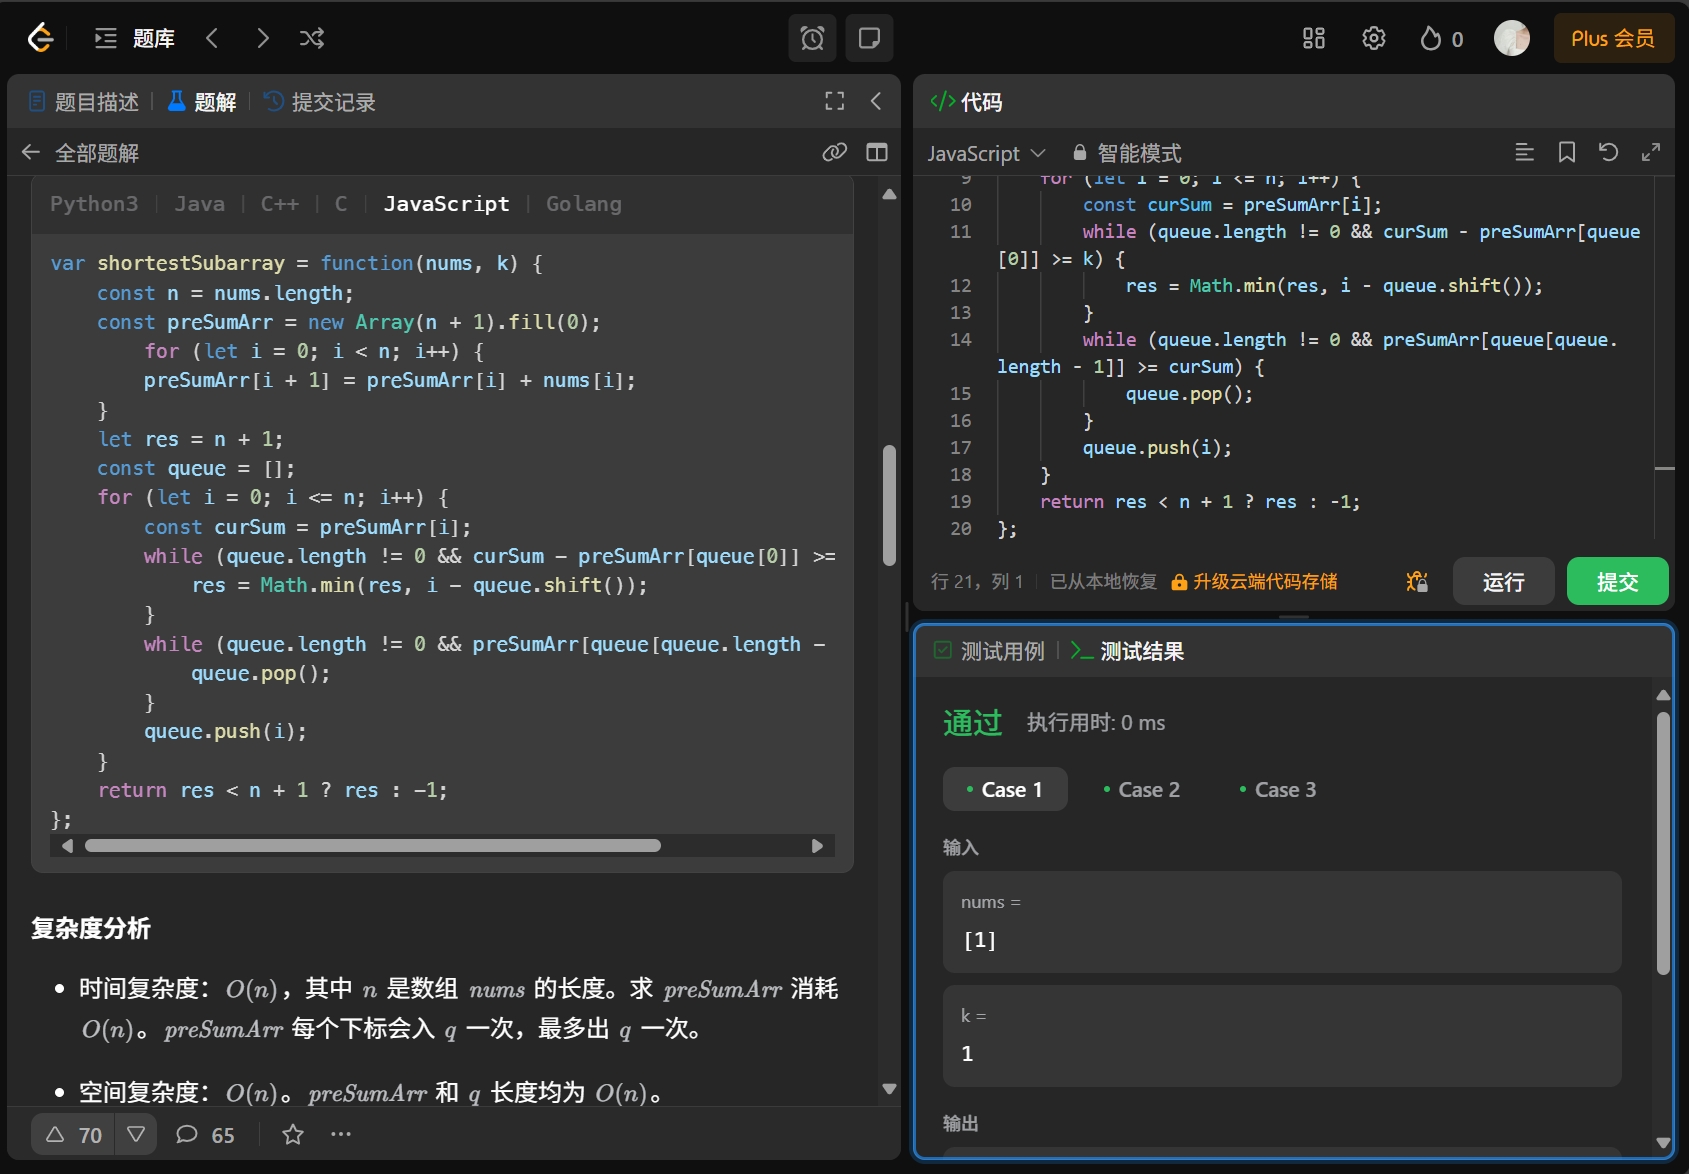 题库
0
Plus 会员
题目描述
题解
提交记录
全部题解
Python3 Java C++ C JavaScript Golang
var shortestSubarray = function(nums, k) {
    const n = nums.length;
    const preSumArr = new Array(n + 1).fill(0);
        for (let i = 0; i < n; i++) {
        preSumArr[i + 1] = preSumArr[i] + nums[i];
    }
    let res = n + 1;
    const queue = [];
    for (let i = 0; i <= n; i++) {
        const curSum = preSumArr[i];
        while (queue.length != 0 && curSum - preSumArr[queue[0]] >=
            res = Math.min(res, i - queue.shift());
        }
        while (queue.length != 0 && preSumArr[queue[queue.length -
            queue.pop();
        }
        queue.push(i);
    }
    return res < n + 1 ? res : -1;
};
复杂度分析
• 时间复杂度：O(n)，其中 n 是数组 nums 的长度。求 preSumArr 消耗
O(n)。preSumArr 每个下标会入 q 一次，最多出 q 一次。
• 空间复杂度：O(n)。preSumArr 和 q 长度均为 O(n)。
70
65
···
</> 代码
JavaScript
智能模式
9 for (let i = 0; i <= n; i++) {
10 const curSum = preSumArr[i];
11 while (queue.length != 0 && curSum - preSumArr[queue
[0]] >= k) {
12 res = Math.min(res, i - queue.shift());
13 }
14 while (queue.length != 0 && preSumArr[queue[queue.
length - 1]] >= curSum) {
15 queue.pop();
16 }
17 queue.push(i);
18 }
19 return res < n + 1 ? res : -1;
20 };
行 21，列 1
已从本地恢复
升级云端代码存储
运行
提交
测试用例
测试结果
通过
执行用时: 0 ms
• Case 1
• Case 2
• Case 3
输入
nums =
[1]
k =
1
输出